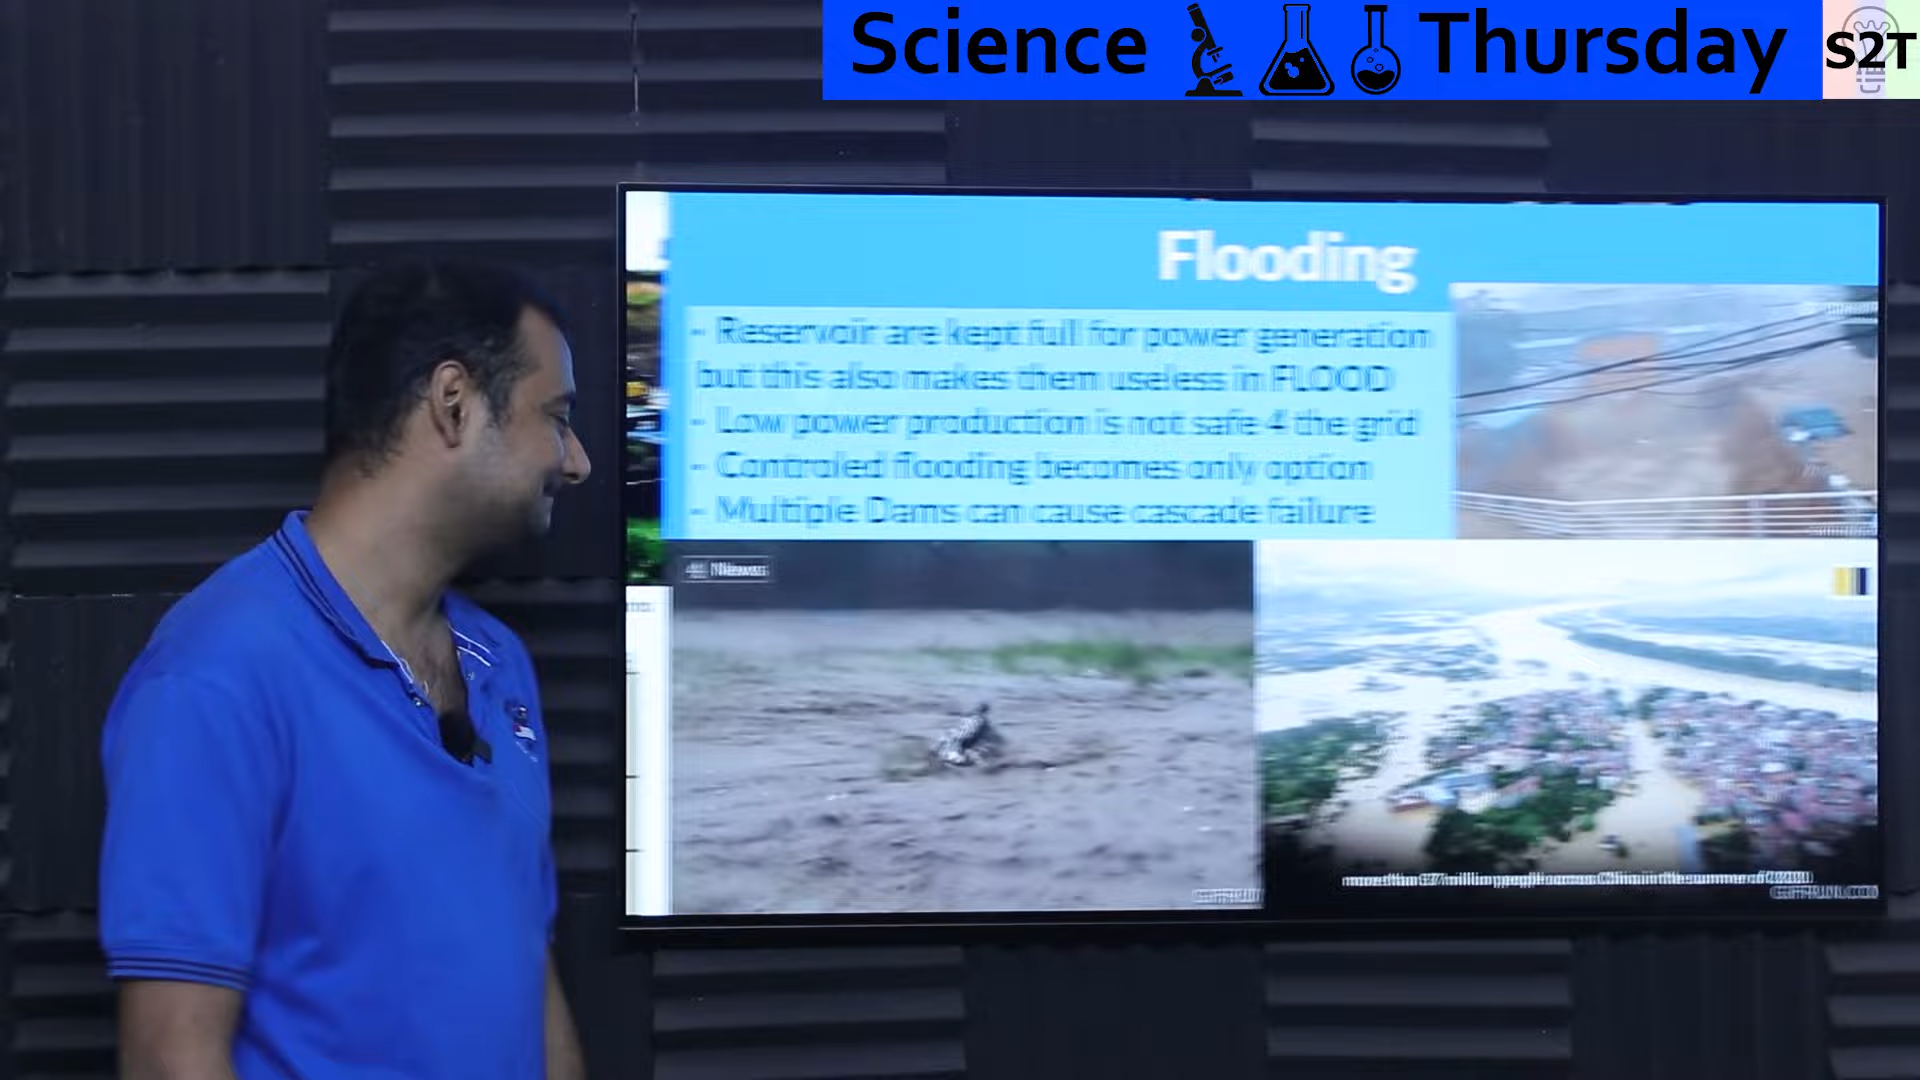 Science Thursday
S2T
Flooding
- Reservoir are kept full for power generation
but this also makes them useless in FLOOD
- Low power production is not safe 4 the grid
- Controled flooding becomes only option
- Multiple Dams can cause cascade failure